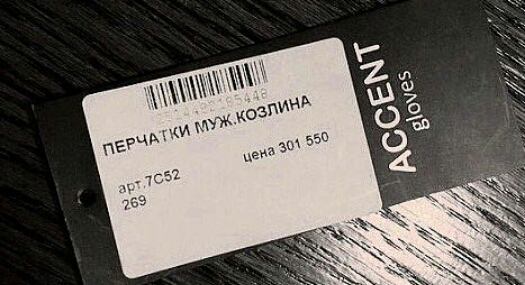 ПЕРЧАТКИ МУЖ.КОЗЛИНА
арт.7С52
цена 301 550
269
ACCENT
gloves